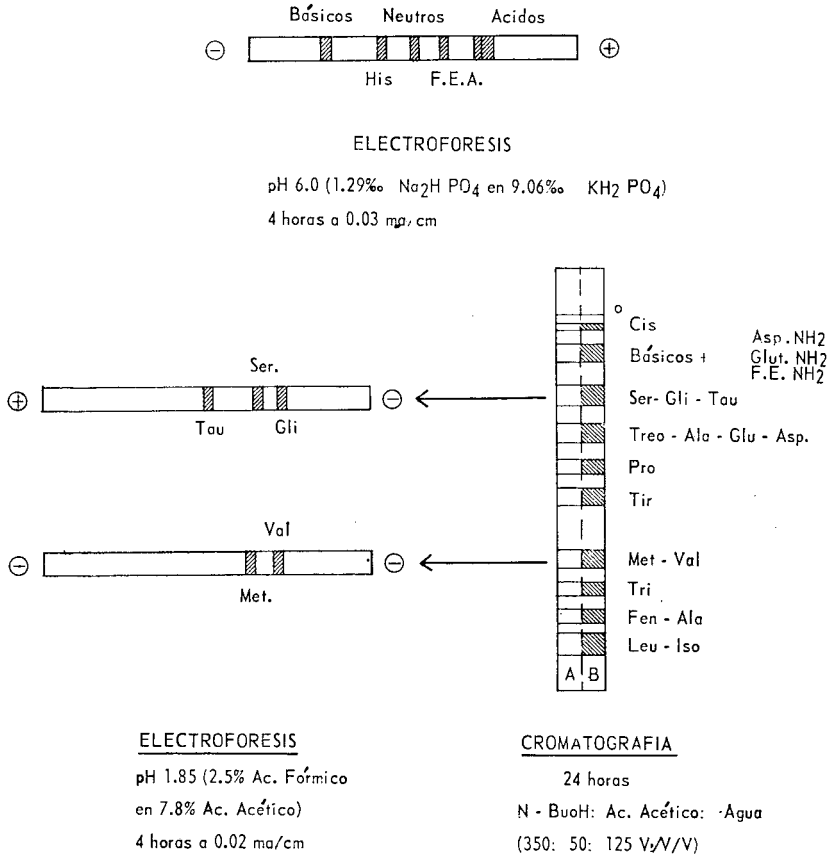 Básicos Neutros Acidos
⊖ ⊕
His F.E.A.
ELECTROFORESIS
pH 6.0 (1.29‰ Na2H PO4 en 9.06‰ KH2 PO4)
4 horas a 0.03 ma/cm
o
Cis
Asp.NH2
Básicos + Glut. NH2
F.E. NH2
Ser.
⊕ ⊖
Tau Gli
Ser- Gli - Tau
Treo - Ala - Glu - Asp.
Pro
Tir
Val
⊖ ⊖
Met.
Met - Val
Tri
Fen - Ala
Leu - Iso
A B
ELECTROFORESIS
pH 1.85 (2.5% Ac. Fórmico
en 7.8% Ac. Acético)
4 horas a 0.02 ma/cm
CROMATOGRAFIA
24 horas
N - BuoH: Ac. Acético: -Agua
(350: 50: 125 V/V/V)